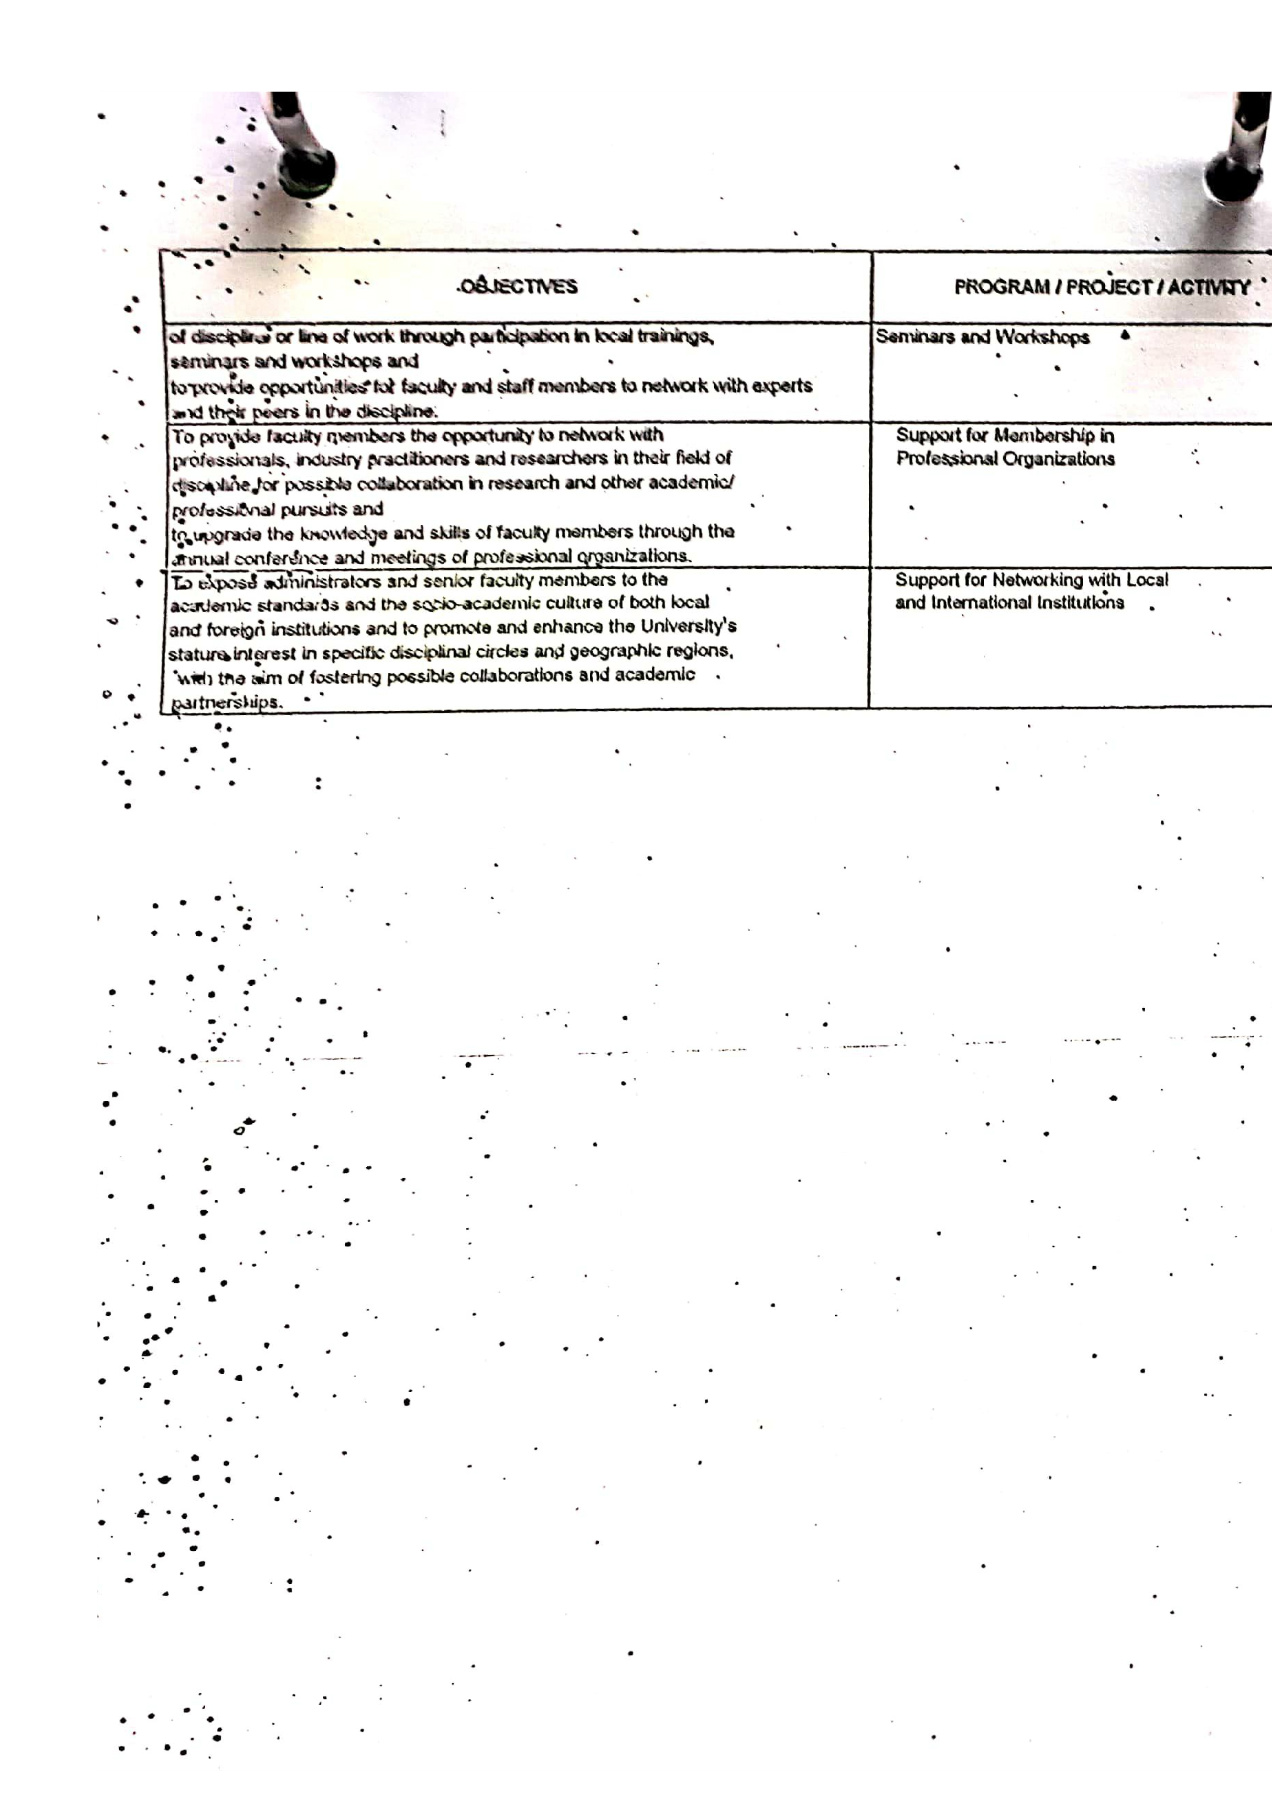 OBJECTIVES
PROGRAM / PROJECT / ACTIVITY
of disciplinal or line of work through participation in local trainings,
seminars and workshops and
to provide opportunities for faculty and staff members to network with experts
and their peers in the discipline.
Seminars and Workshops
To provide faculty members the opportunity to network with
professionals, industry practitioners and researchers in their field of
discipline for possible collaboration in research and other academic/
professional pursuits and
to upgrade the knowledge and skills of faculty members through the
annual conference and meetings of professional organizations.
Support for Membership in
Professional Organizations
To expose administrators and senior faculty members to the
academic standards and the socio-academic culture of both local
and foreign institutions and to promote and enhance the University's
stature interest in specific disciplinal circles and geographic regions,
with the aim of fostering possible collaborations and academic
partnerships.
Support for Networking with Local
and International Institutions